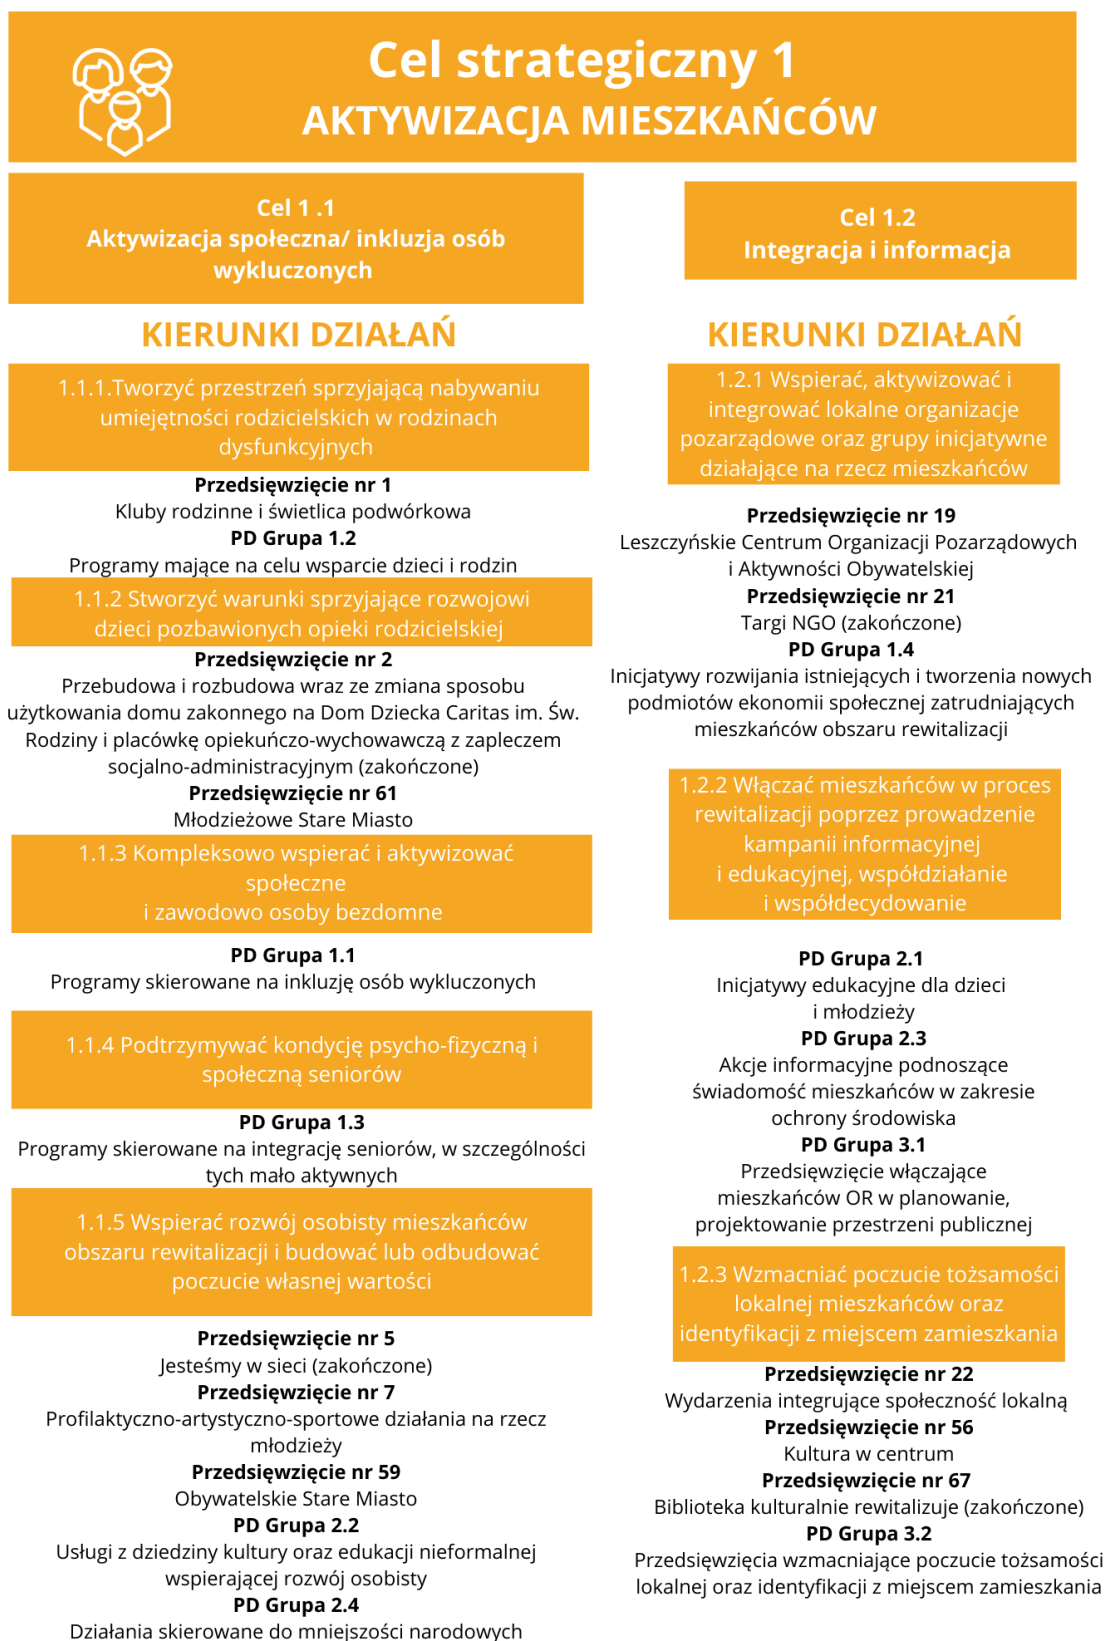 Cel strategiczny 1
AKTYWIZACJA MIESZKAŃCÓW
Cel 1 .1
Aktywizacja społeczna/ inkluzja osób
wykluczonych
KIERUNKI DZIAŁAŃ
1.1.1.Tworzyć przestrzeń sprzyjającą nabywaniu
umiejętności rodzicielskich w rodzinach
dysfunkcyjnych
Przedsięwzięcie nr 1
Kluby rodzinne i świetlica podwórkowa
PD Grupa 1.2
Programy mające na celu wsparcie dzieci i rodzin
1.1.2 Stworzyć warunki sprzyjające rozwojowi
dzieci pozbawionych opieki rodzicielskiej
Przedsięwzięcie nr 2
Przebudowa i rozbudowa wraz ze zmiana sposobu
użytkowania domu zakonnego na Dom Dziecka Caritas im. Św.
Rodziny i placówkę opiekuńczo-wychowawczą z zapleczem
socjalno-administracyjnym (zakończone)
Przedsięwzięcie nr 61
Młodzieżowe Stare Miasto
1.1.3 Kompleksowo wspierać i aktywizować
społeczne
i zawodowo osoby bezdomne
PD Grupa 1.1
Programy skierowane na inkluzję osób wykluczonych
1.1.4 Podtrzymywać kondycję psycho-fizyczną i
społeczną seniorów
PD Grupa 1.3
Programy skierowane na integrację seniorów, w szczególności
tych mało aktywnych
1.1.5 Wspierać rozwój osobisty mieszkańców
obszaru rewitalizacji i budować lub odbudować
poczucie własnej wartości
Przedsięwzięcie nr 5
Jesteśmy w sieci (zakończone)
Przedsięwzięcie nr 7
Profilaktyczno-artystyczno-sportowe działania na rzecz
młodzieży
Przedsięwzięcie nr 59
Obywatelskie Stare Miasto
PD Grupa 2.2
Usługi z dziedziny kultury oraz edukacji nieformalnej
wspierającej rozwój osobisty
PD Grupa 2.4
Działania skierowane do mniejszości narodowych
Cel 1.2
Integracja i informacja
KIERUNKI DZIAŁAŃ
1.2.1 Wspierać, aktywizować i
integrować lokalne organizacje
pozarządowe oraz grupy inicjatywne
działające na rzecz mieszkańców
Przedsięwzięcie nr 19
Leszczyńskie Centrum Organizacji Pozarządowych
i Aktywności Obywatelskiej
Przedsięwzięcie nr 21
Targi NGO (zakończone)
PD Grupa 1.4
Inicjatywy rozwijania istniejących i tworzenia nowych
podmiotów ekonomii społecznej zatrudniających
mieszkańców obszaru rewitalizacji
1.2.2 Włączać mieszkańców w proces
rewitalizacji poprzez prowadzenie
kampanii informacyjnej
i edukacyjnej, współdziałanie
i współdecydowanie
PD Grupa 2.1
Inicjatywy edukacyjne dla dzieci
i młodzieży
PD Grupa 2.3
Akcje informacyjne podnoszące
świadomość mieszkańców w zakresie
ochrony środowiska
PD Grupa 3.1
Przedsięwzięcie włączające
mieszkańców OR w planowanie,
projektowanie przestrzeni publicznej
1.2.3 Wzmacniać poczucie tożsamości
lokalnej mieszkańców oraz
identyfikacji z miejscem zamieszkania
Przedsięwzięcie nr 22
Wydarzenia integrujące społeczność lokalną
Przedsięwzięcie nr 56
Kultura w centrum
Przedsięwzięcie nr 67
Biblioteka kulturalnie rewitalizuje (zakończone)
PD Grupa 3.2
Przedsięwzięcia wzmacniające poczucie tożsamości
lokalnej oraz identyfikacji z miejscem zamieszkania